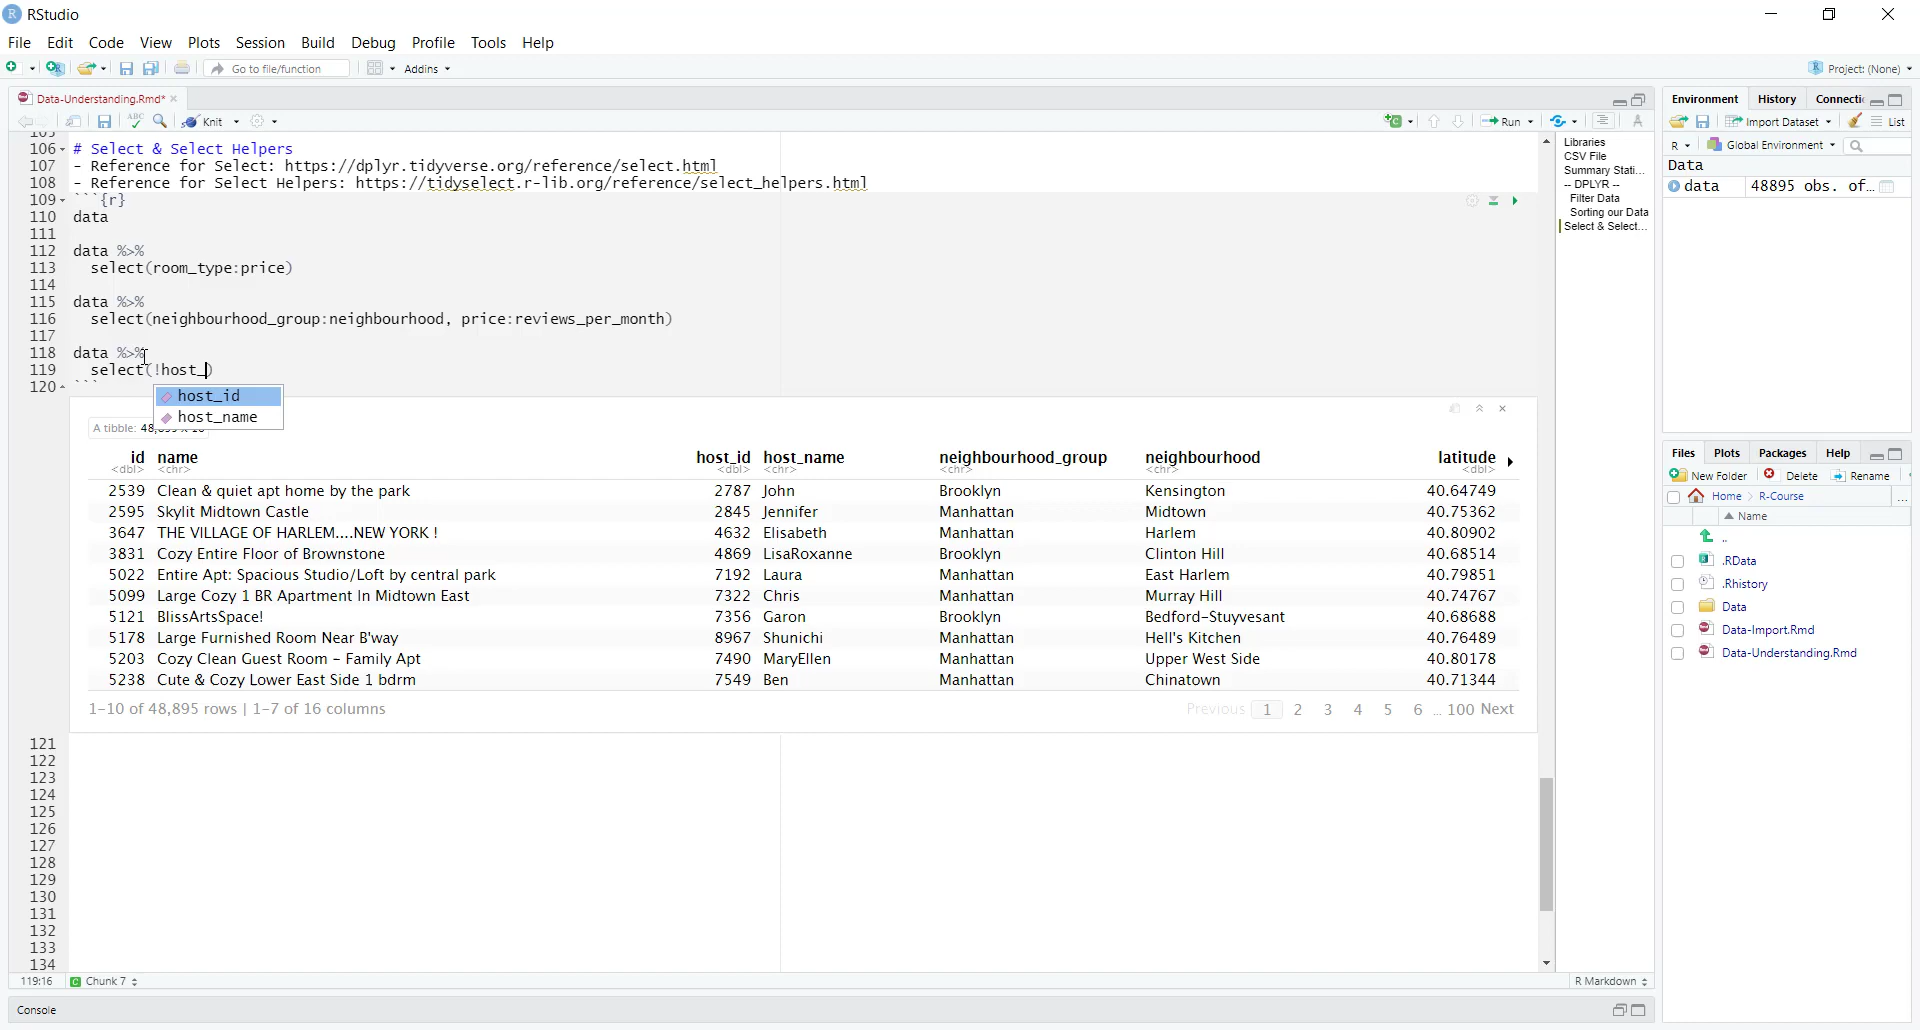 RStudio
File Edit Code View Plots Session Build Debug Profile Tools Help
Go to file/function Addins Project: (None)
Data-Understanding.Rmd*
Knit Run
106 # Select & Select Helpers
107 - Reference for Select: https://dplyr.tidyverse.org/reference/select.html
108 - Reference for Select Helpers: https://tidyselect.r-lib.org/reference/select_helpers.html
109 ```{r}
110 data
111
112 data %>%
113 select(room_type:price)
114
115 data %>%
116 select(neighbourhood_group:neighbourhood, price:reviews_per_month)
117
118 data %>%
119 select(!host_)
120 ```
host_id
host_name
A tibble:
id name host_id host_name neighbourhood_group neighbourhood latitude
<dbl> <chr> <dbl> <chr> <chr> <chr> <dbl>
2539 Clean & quiet apt home by the park 2787 John Brooklyn Kensington 40.64749
2595 Skylit Midtown Castle 2845 Jennifer Manhattan Midtown 40.75362
3647 THE VILLAGE OF HARLEM....NEW YORK ! 4632 Elisabeth Manhattan Harlem 40.80902
3831 Cozy Entire Floor of Brownstone 4869 LisaRoxanne Brooklyn Clinton Hill 40.68514
5022 Entire Apt: Spacious Studio/Loft by central park 7192 Laura Manhattan East Harlem 40.79851
5099 Large Cozy 1 BR Apartment In Midtown East 7322 Chris Manhattan Murray Hill 40.74767
5121 BlissArtsSpace! 7356 Garon Brooklyn Bedford-Stuyvesant 40.68688
5178 Large Furnished Room Near B'way 8967 Shunichi Manhattan Hell's Kitchen 40.76489
5203 Cozy Clean Guest Room - Family Apt 7490 MaryEllen Manhattan Upper West Side 40.80178
5238 Cute & Cozy Lower East Side 1 bdrm 7549 Ben Manhattan Chinatown 40.71344
1-10 of 48,895 rows | 1-7 of 16 columns Previous 1 2 3 4 5 6 ... 100 Next
121
122
123
124
125
126
127
128
129
130
131
132
133
134
119:16 Chunk 7 R Markdown
Console
Libraries
CSV File
Summary Stati...
-- DPLYR --
Filter Data
Sorting our Data
Select & Select...
Environment History Connectic
Import Dataset List
R Global Environment
Data
data 48895 obs. of...
Files Plots Packages Help
New Folder Delete Rename
Home R-Course ...
Name
..
.RData
.Rhistory
Data
Data-Import.Rmd
Data-Understanding.Rmd